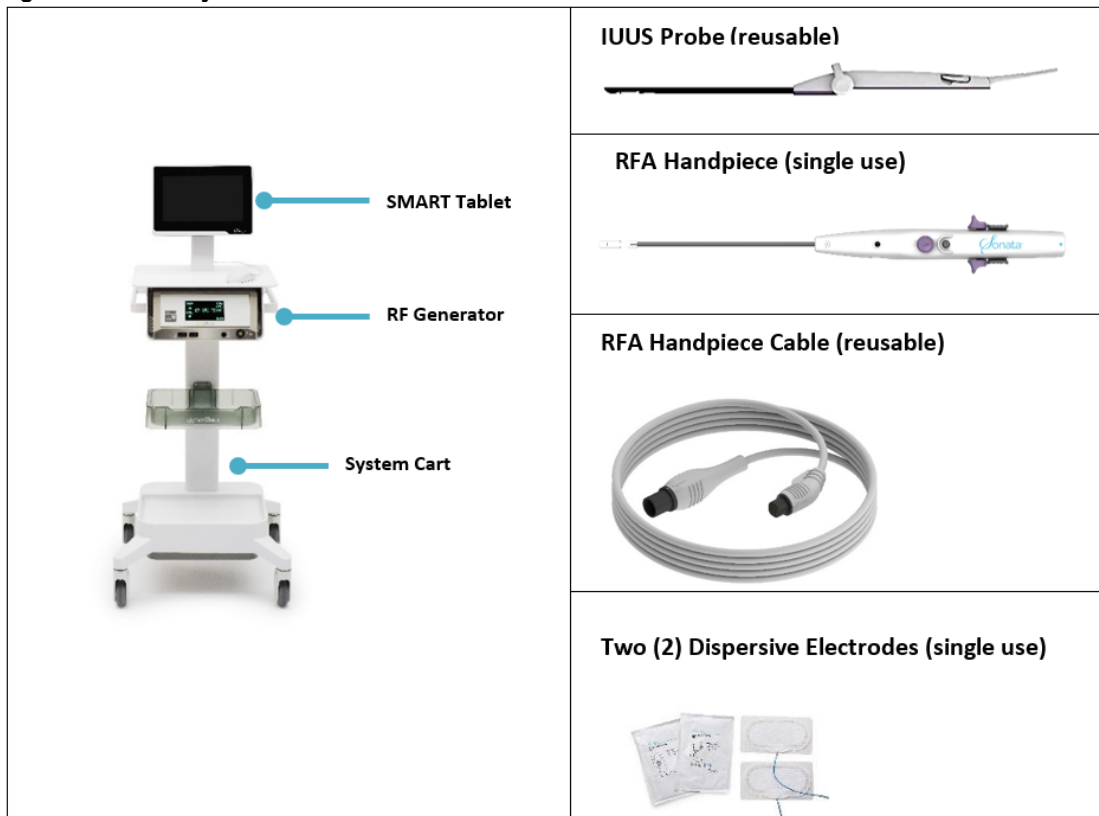 IUUS Probe (reusable)
SMART Tablet
RF Generator
System Cart
RFA Handpiece (single use)
Sonata
RFA Handpiece Cable (reusable)
Two (2) Dispersive Electrodes (single use)